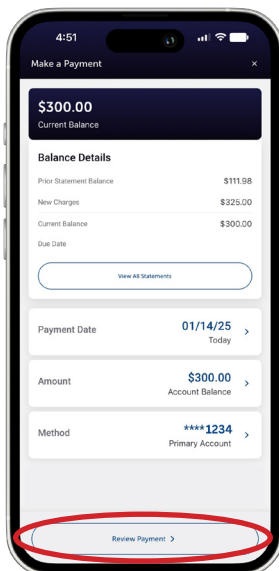 4:51
Make a Payment ×
$300.00
Current Balance
Balance Details
Prior Statement Balance $111.98
New Charges $325.00
Current Balance $300.00
Due Date
View All Statements
Payment Date 01/14/25
Today
Amount $300.00
Account Balance
Method ****1234
Primary Account
Review Payment